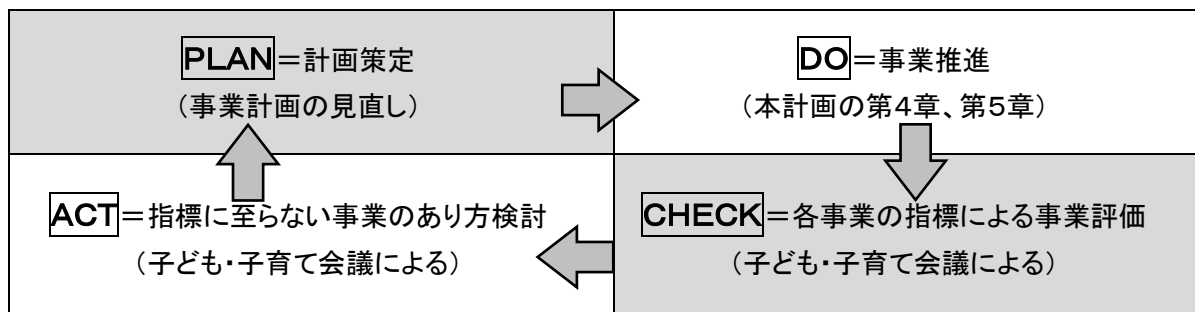 PLAN=計画策定
(事業計画の見直し)
DO=事業推進
(本計画の第4章、第5章)
ACT=指標に至らない事業のあり方検討
(子ども・子育て会議による)
CHECK=各事業の指標による事業評価
(子ども・子育て会議による)